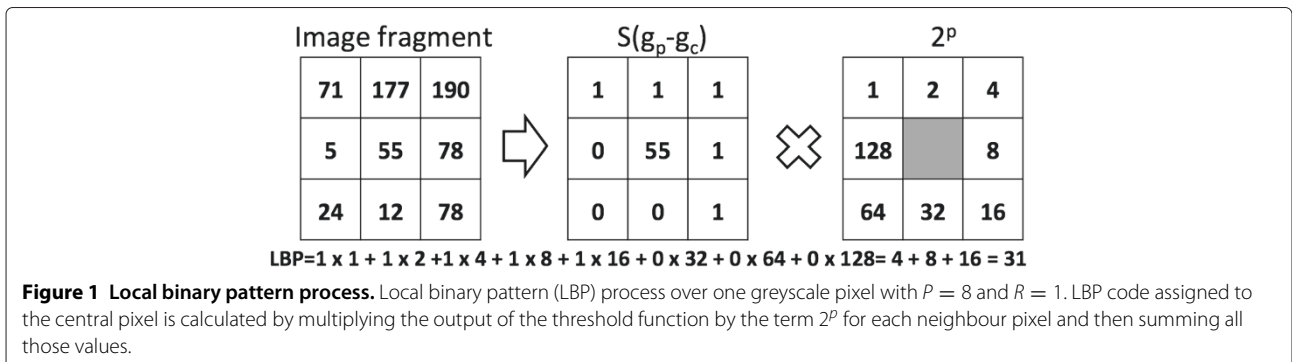 Image fragment S(gp-gc) 2ᵖ
71 177 190 1 1 1 1 2 4
5 55 78 0 55 1 128 8
24 12 78 0 0 1 64 32 16
LBP=1 x 1 + 1 x 2 +1 x 4 + 1 x 8 + 1 x 16 + 0 x 32 + 0 x 64 + 0 x 128= 4 + 8 + 16 = 31
Figure 1 Local binary pattern process. Local binary pattern (LBP) process over one greyscale pixel with P = 8 and R = 1. LBP code assigned to
the central pixel is calculated by multiplying the output of the threshold function by the term 2ᵖ for each neighbour pixel and then summing all
those values.